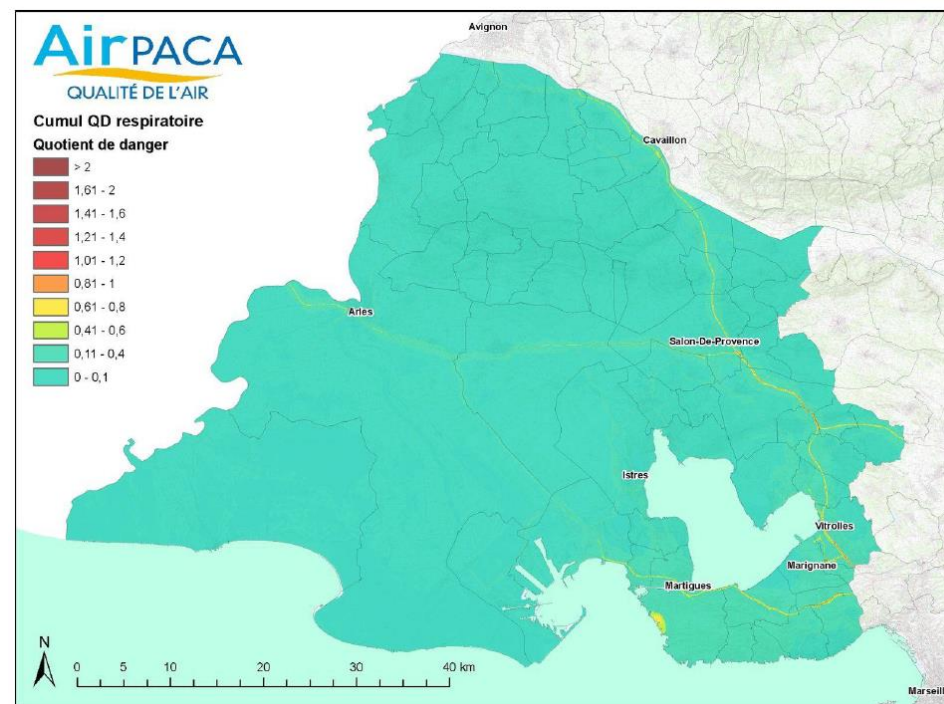 AirPACA
QUALITÉ DE L'AIR
Cumul QD respiratoire
Quotient de danger
> 2
1,61 - 2
1,41 - 1,6
1,21 - 1,4
1,01 - 1,2
0,81 - 1
0,61 - 0,8
0,41 - 0,6
0,11 - 0,4
0 - 0,1
Avignon
Cavaillon
Arles
Salon-De-Provence
Istres
Vitrolles
Marignane
Martigues
N
0 5 10 20 30 40 km
Marseill